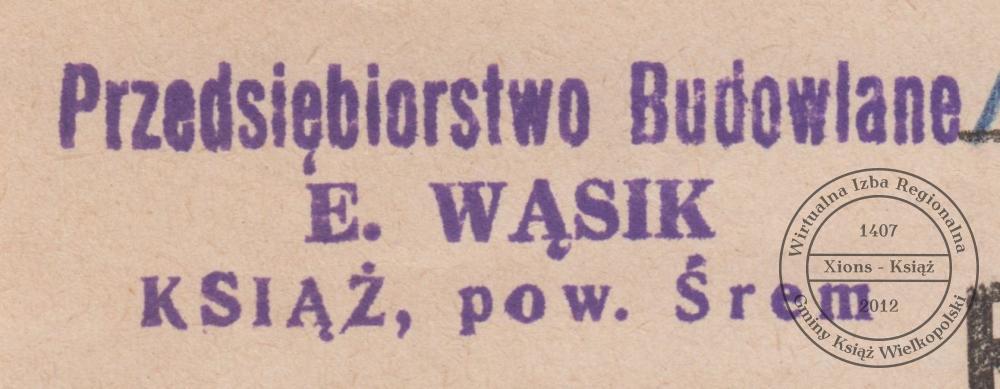 Przedsiębiorstwo Budowlane
E. WĄSIK
KSIĄŻ, pow. Śrem
Wirtualna Izba Regionalna
1407
Xions - Książ
2012
Gminy Książ Wielkopolski